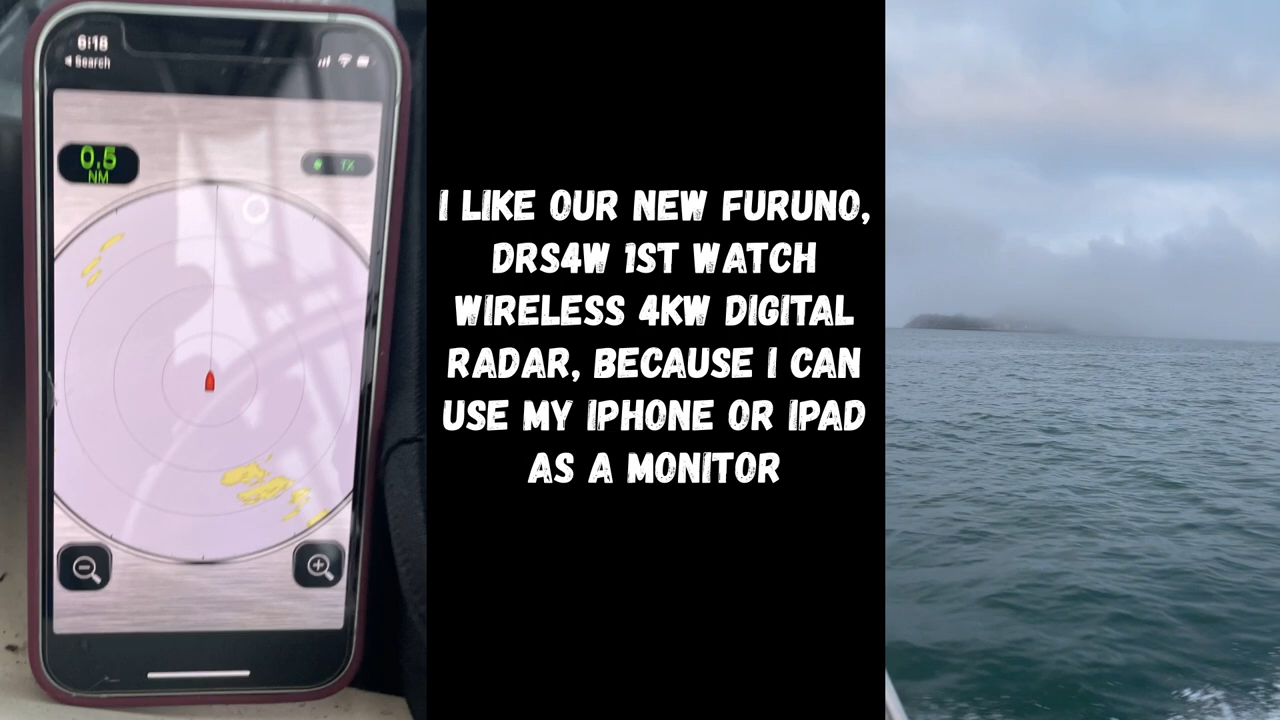 6:18
Search
0.5
NM
TX
I LIKE OUR NEW FURUNO,
DRS4W 1ST WATCH
WIRELESS 4KW DIGITAL
RADAR, BECAUSE I CAN
USE MY IPHONE OR IPAD
AS A MONITOR